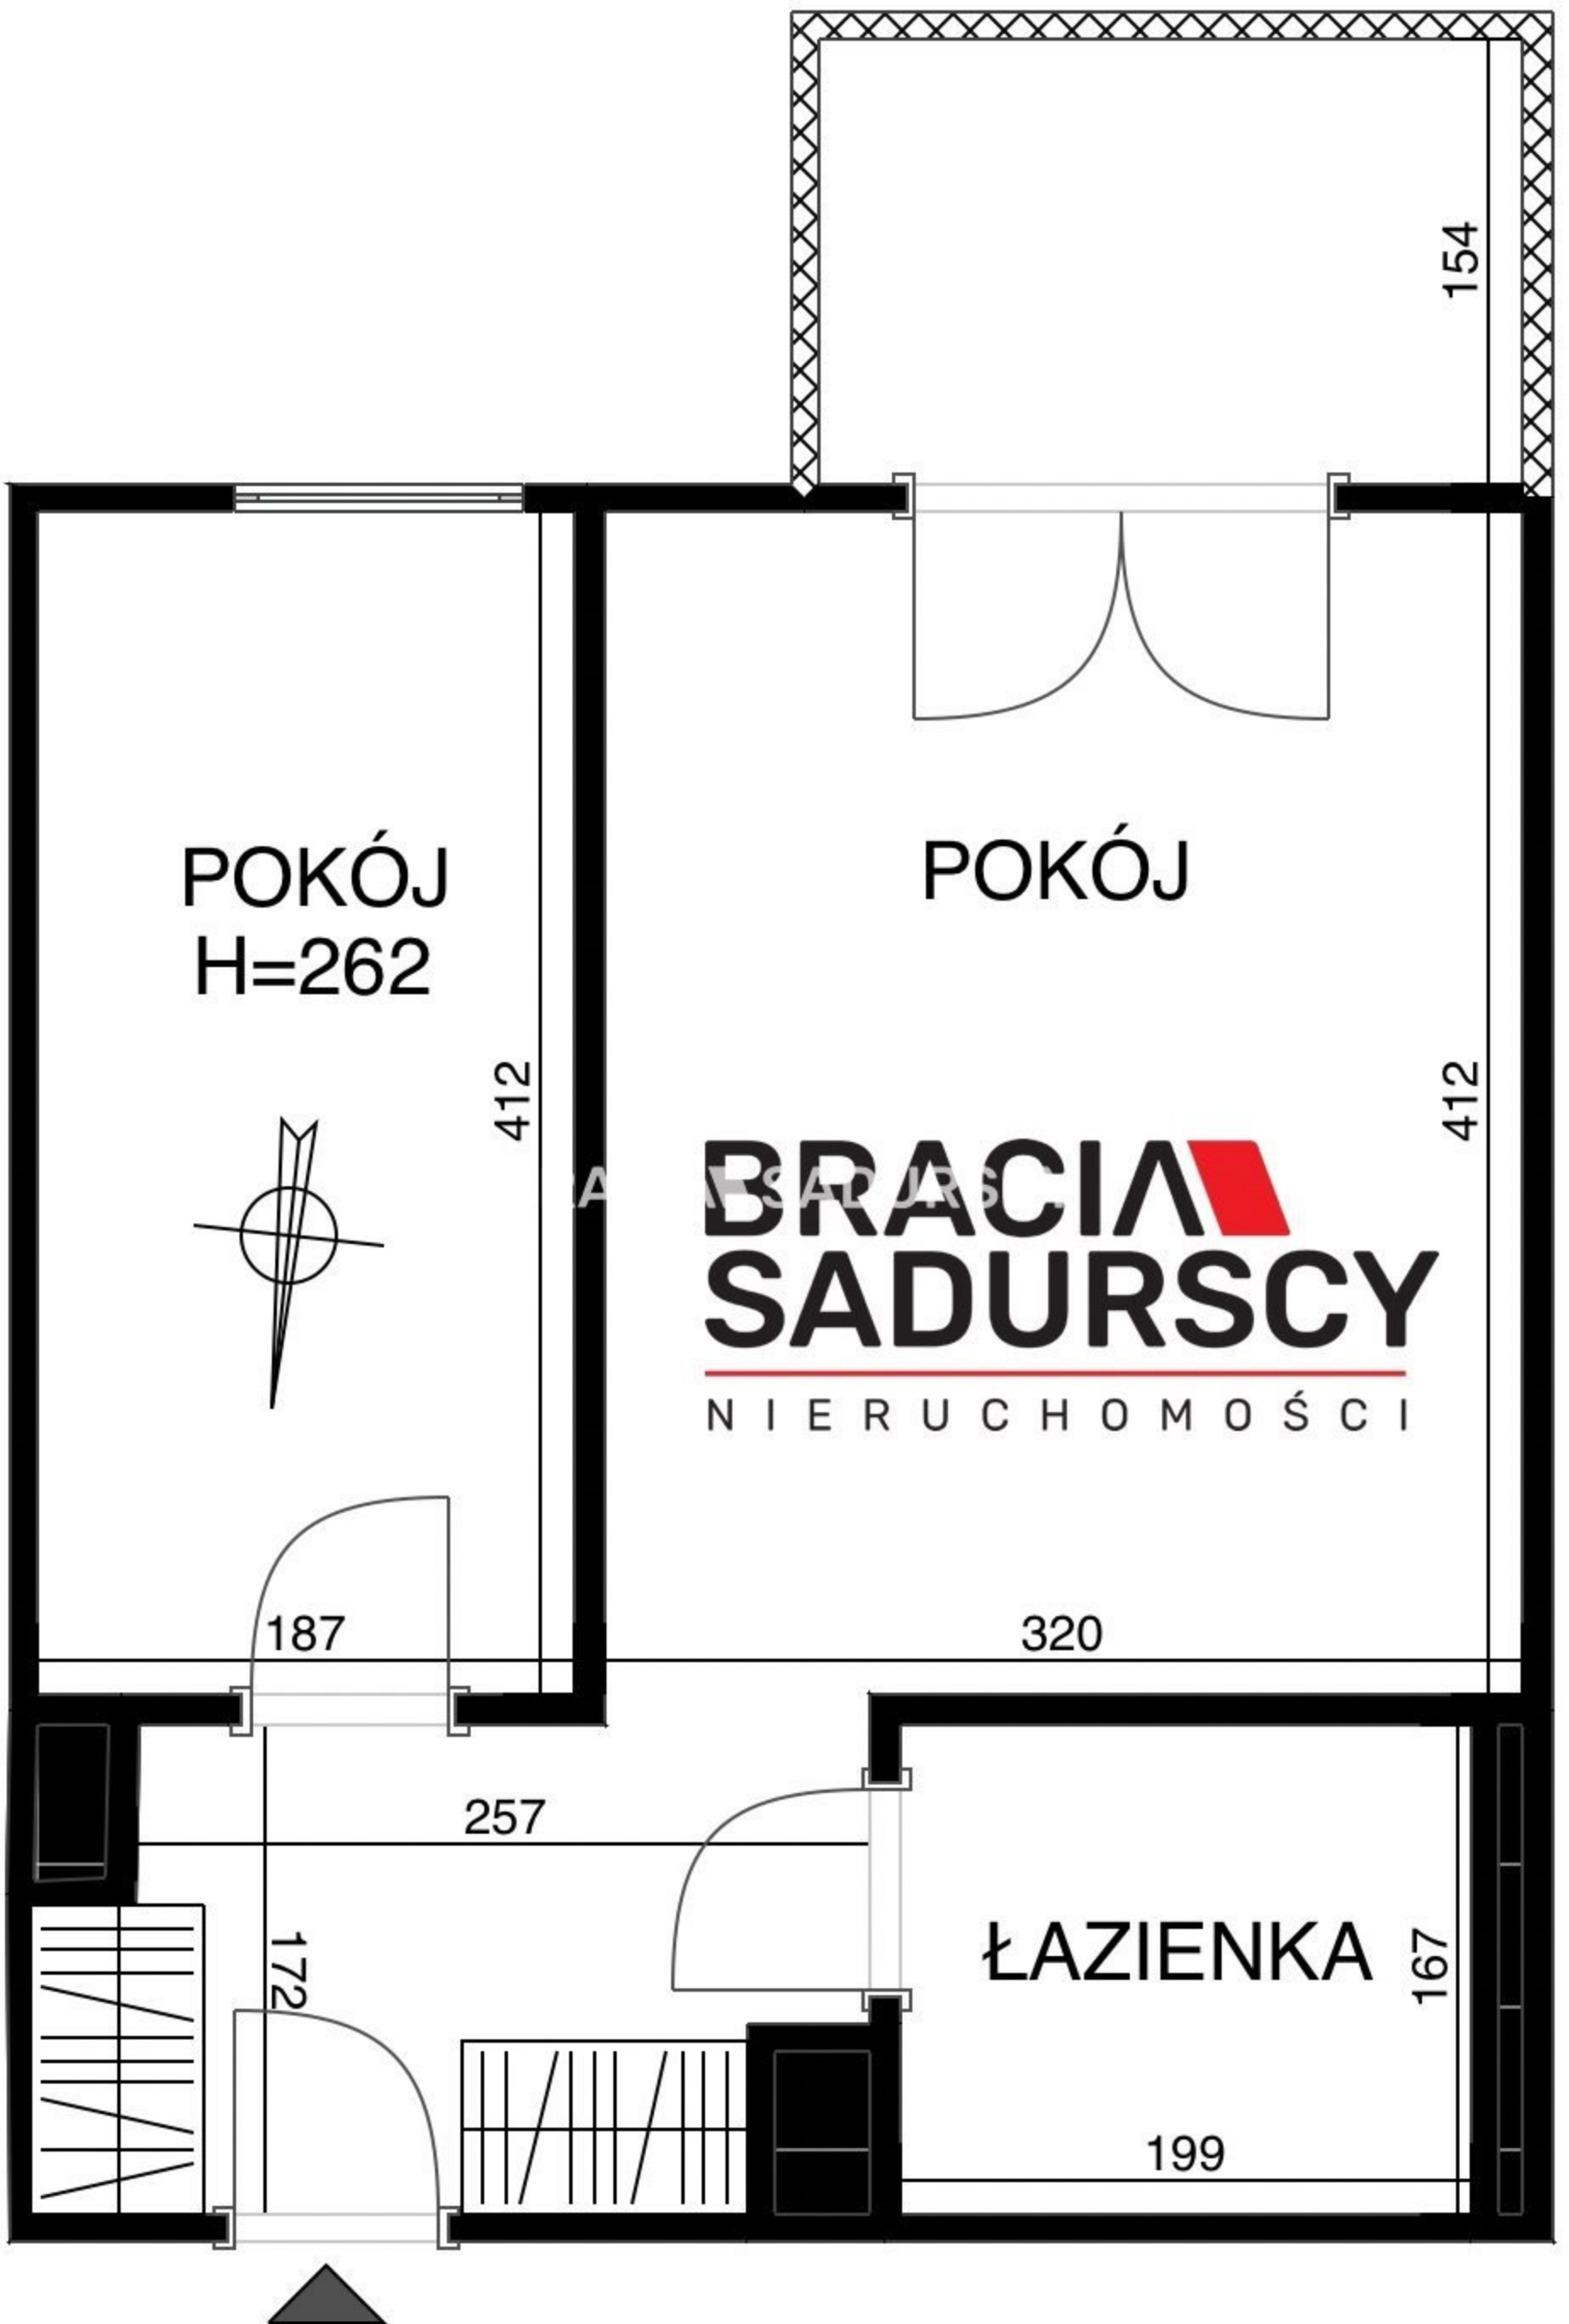 154
POKÓJ
H=262
POKÓJ
412
412
BRACIA
SADURSCY
NIERUCHOMOŚCI
187
320
257
172
ŁAZIENKA
167
199